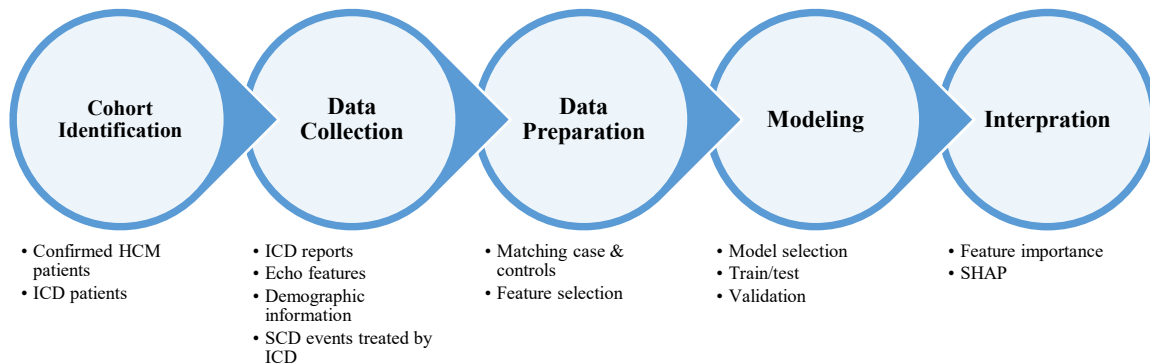 Cohort
Identification
Data
Collection
Data
Preparation
Modeling
Interpration
• Confirmed HCM
patients
• ICD patients
• ICD reports
• Echo features
• Demographic
information
• SCD events treated by
ICD
• Matching case &
controls
• Feature selection
• Model selection
• Train/test
• Validation
• Feature importance
• SHAP